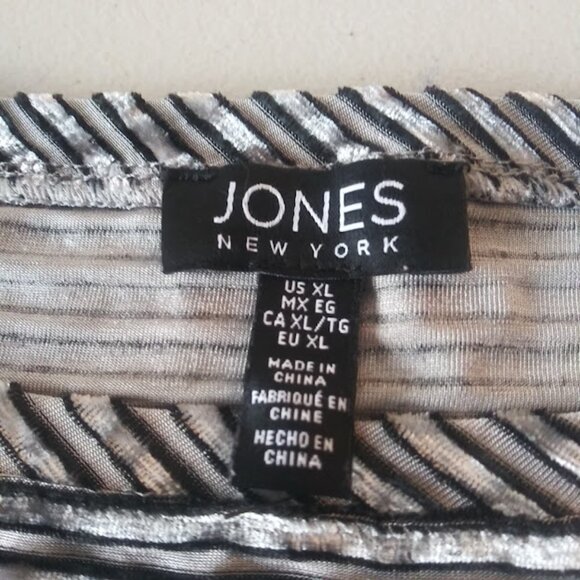 JONES
NEW YORK
US XL
MX EG
CA XL/TG
EU XL
MADE IN
CHINA
FABRIQUÉ EN
CHINE
HECHO EN
CHINA